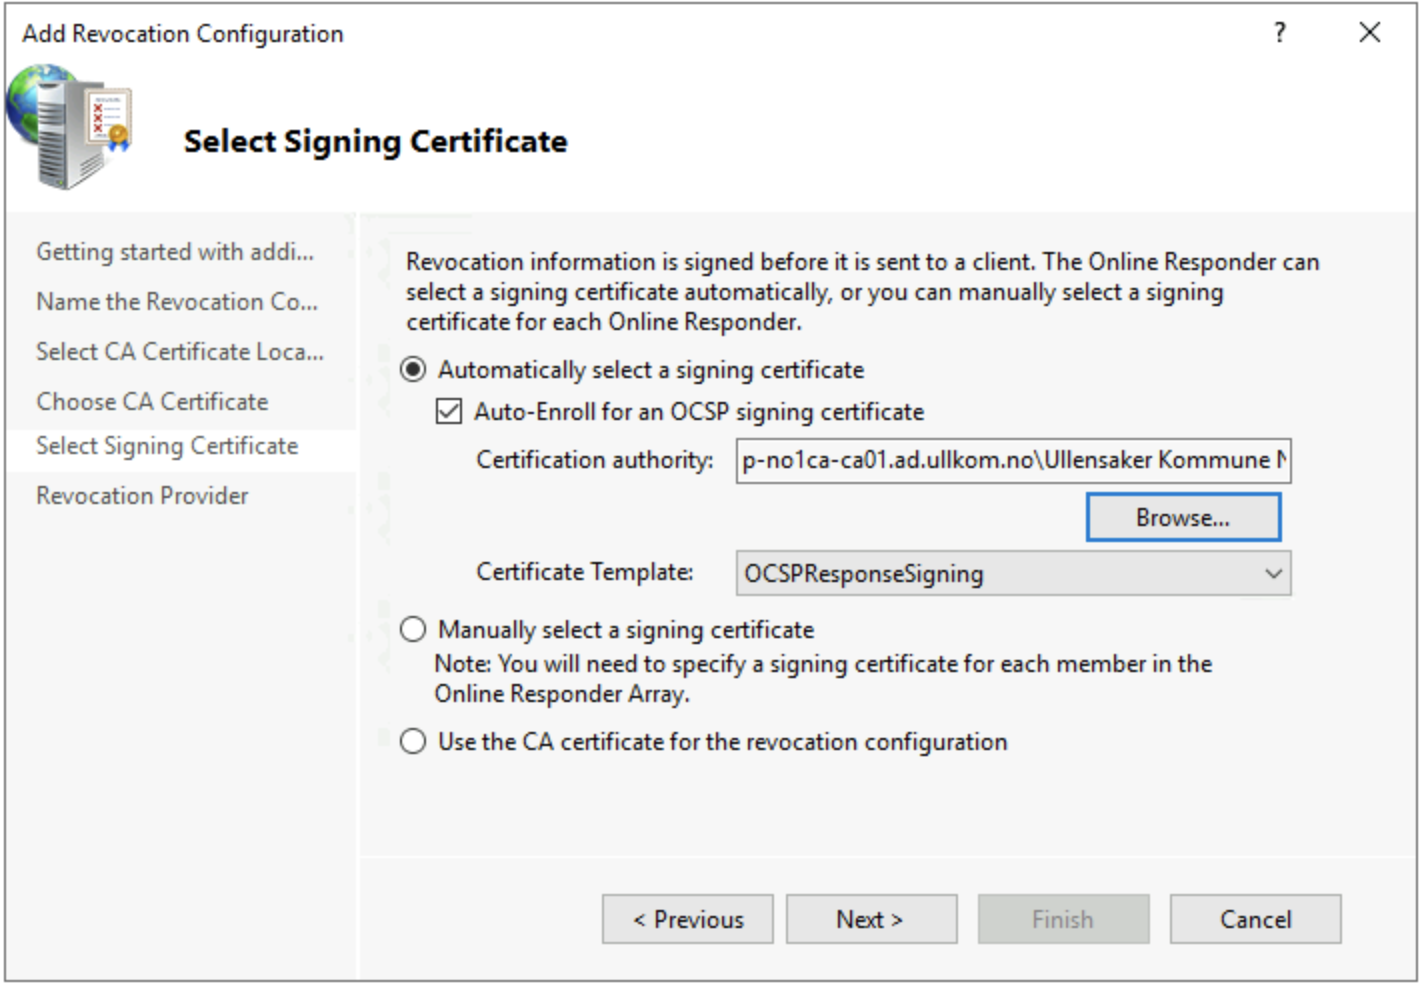 Add Revocation Configuration
?
Select Signing Certificate
Getting started with addi...
Name the Revocation Co...
Select CA Certificate Loca...
Choose CA Certificate
Select Signing Certificate
Revocation Provider
Revocation information is signed before it is sent to a client. The Online Responder can
select a signing certificate automatically, or you can manually select a signing
certificate for each Online Responder.
Automatically select a signing certificate
Auto-Enroll for an OCSP signing certificate
Certification authority: p-no1ca-ca01.ad.ullkom.no\Ullensaker Kommune N
Browse...
Certificate Template: OCSPResponseSigning
Manually select a signing certificate
Note: You will need to specify a signing certificate for each member in the
Online Responder Array.
Use the CA certificate for the revocation configuration
< Previous Next > Finish Cancel